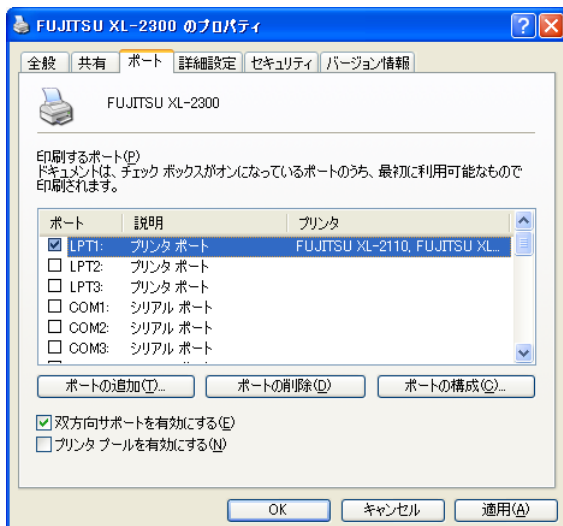 FUJITSU XL-2300 のプロパティ
全般 共有 ポート 詳細設定 セキュリティ バージョン情報
FUJITSU XL-2300
印刷するポート(P)
ドキュメントは、チェック ボックスがオンになっているポートのうち、最初に利用可能なもので
印刷されます。
ポート 説明 プリンタ
LPT1: プリンタ ポート FUJITSU XL-2110, FUJITSU XL...
LPT2: プリンタ ポート
LPT3: プリンタ ポート
COM1: シリアル ポート
COM2: シリアル ポート
COM3: シリアル ポート
ポートの追加(T)... ポートの削除(D) ポートの構成(C)...
双方向サポートを有効にする(E)
プリンタ プールを有効にする(N)
OK キャンセル 適用(A)